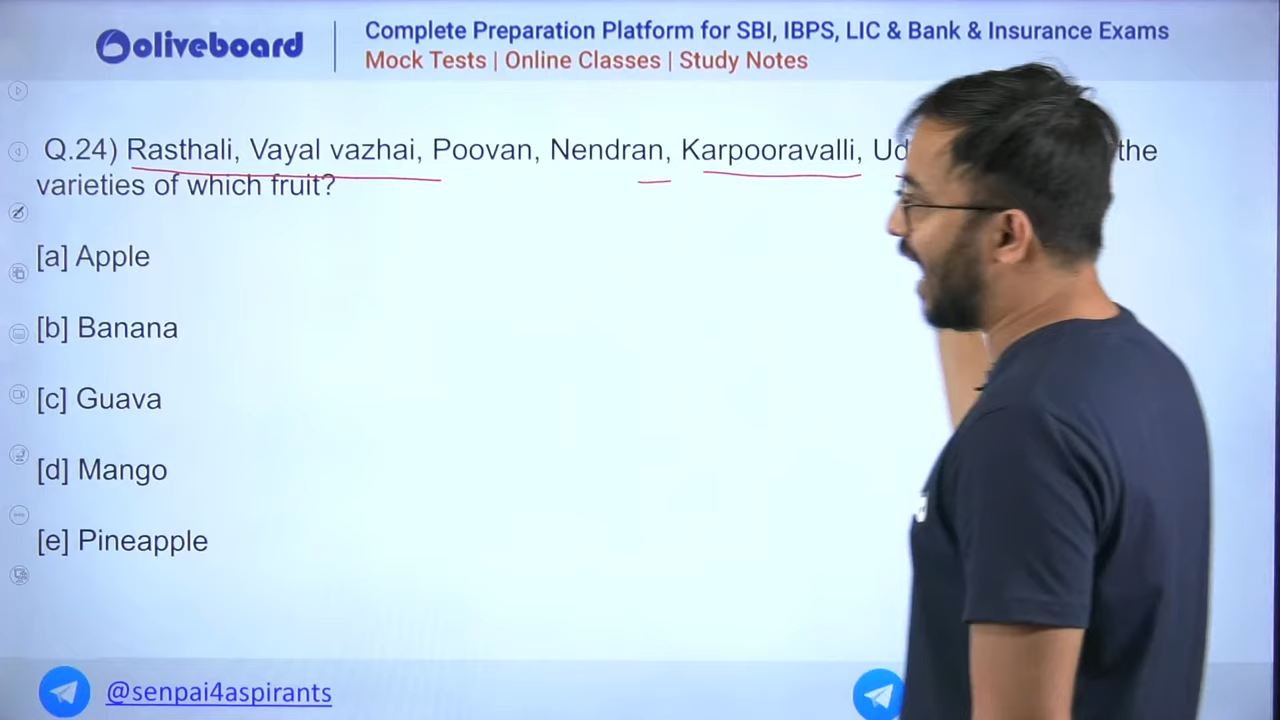 oliveboard
Complete Preparation Platform for SBI, IBPS, LIC & Bank & Insurance Exams
Mock Tests | Online Classes | Study Notes
Q.24) Rasthali, Vayal vazhai, Poovan, Nendran, Karpooravalli, the
varieties of which fruit?
[a] Apple
[b] Banana
[c] Guava
[d] Mango
[e] Pineapple
@senpai4aspirants